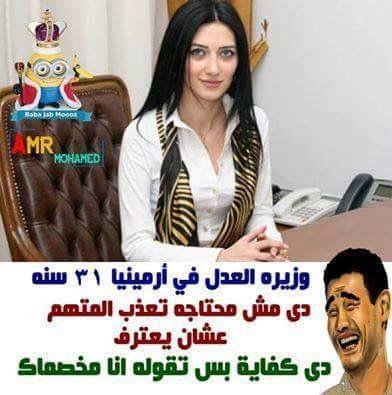 Baba Jab Moooz
AMR
MOHAMED
وزيره العدل في أرمينيا ٣١ سنه
دى مش محتاجه تعذب المتهم
عشان يعترف
دى كفاية بس تقوله انا مخصماك